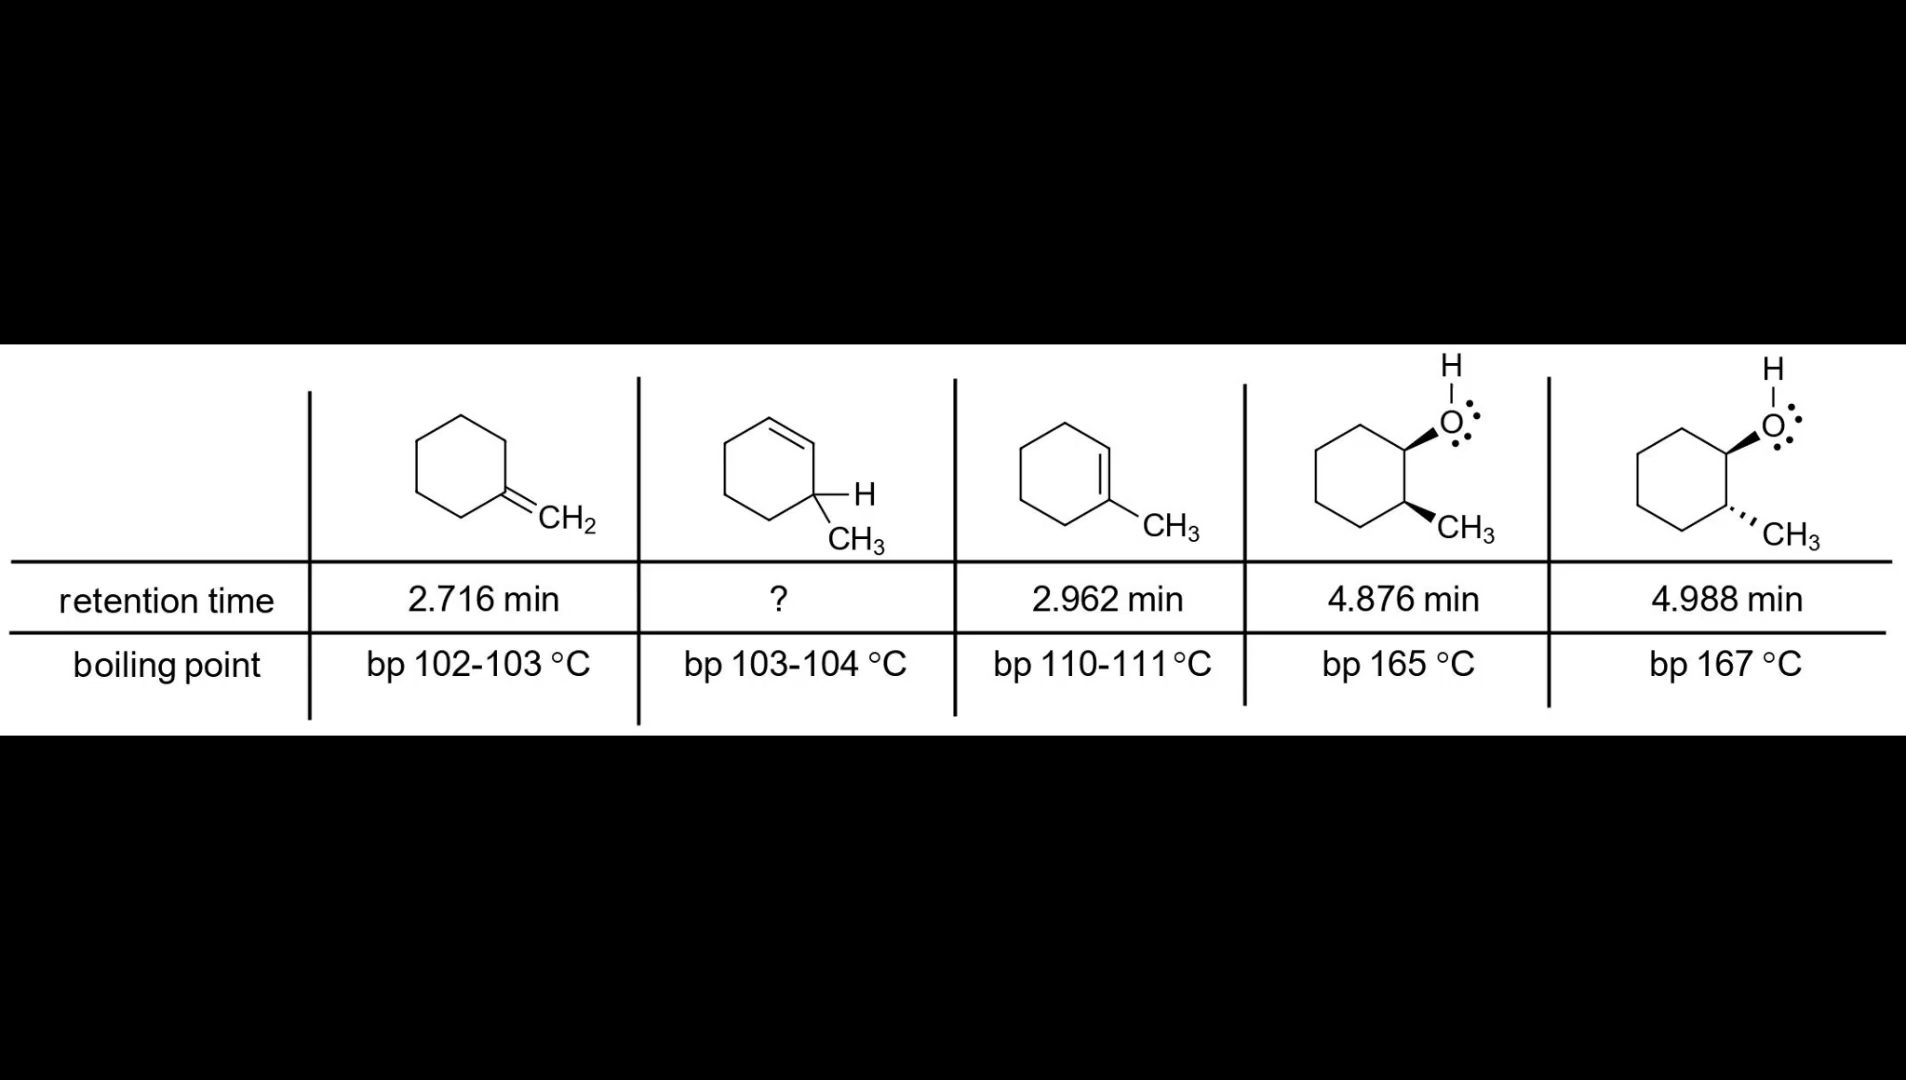 H
H
O
O
H
CH2
CH3
CH3
CH3
CH3
retention time 2.716 min ? 2.962 min 4.876 min 4.988 min
boiling point bp 102-103 °C bp 103-104 °C bp 110-111°C bp 165 °C bp 167 °C